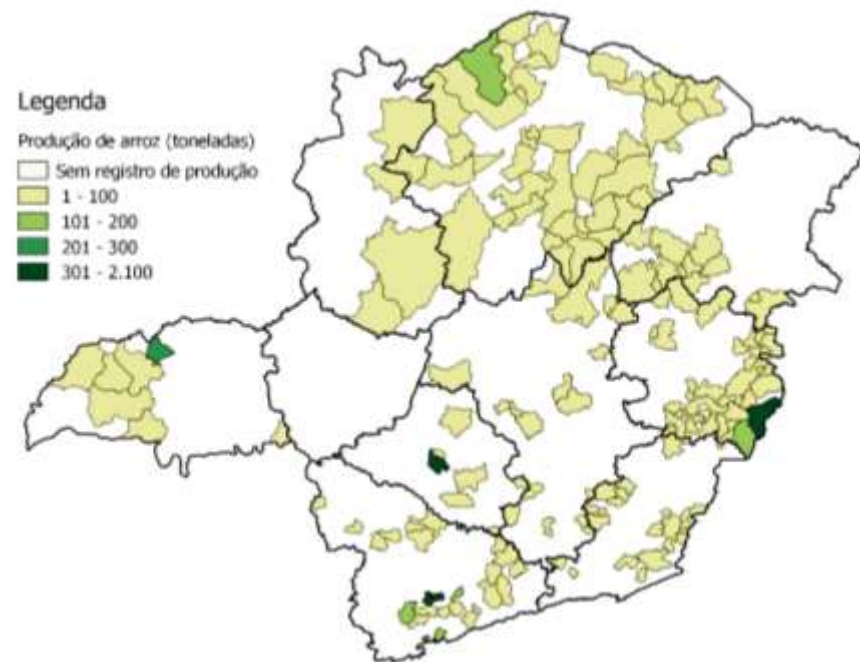 Legenda
Produção de arroz (toneladas)
Sem registro de produção
1 - 100
101 - 200
201 - 300
301 - 2.100